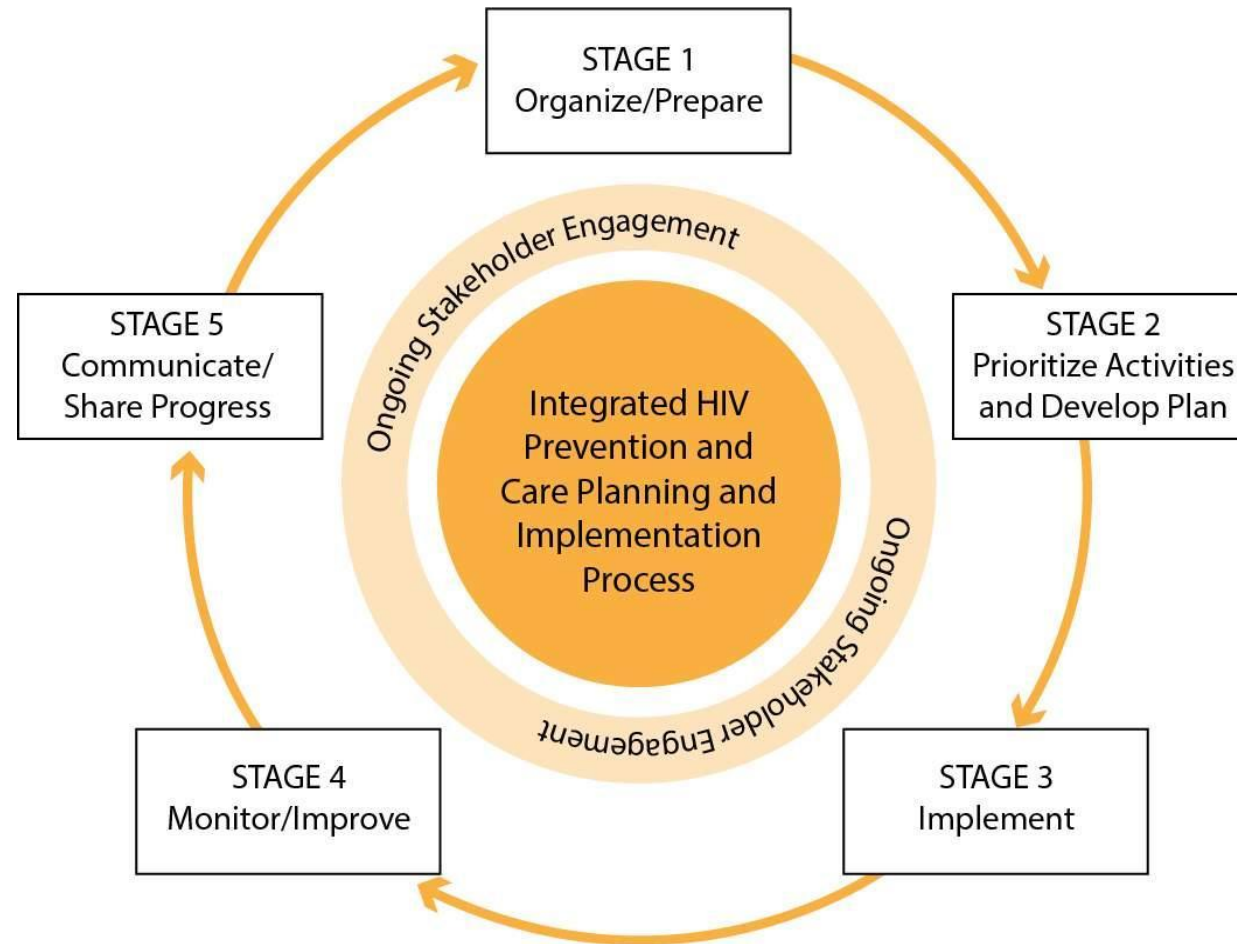 STAGE 1
Organize/Prepare
STAGE 2
Prioritize Activities
and Develop Plan
STAGE 3
Implement
STAGE 4
Monitor/Improve
STAGE 5
Communicate/
Share Progress
Ongoing Stakeholder Engagement
Integrated HIV
Prevention and
Care Planning and
Implementation
Process
Ongoing Stakeholder Engagement